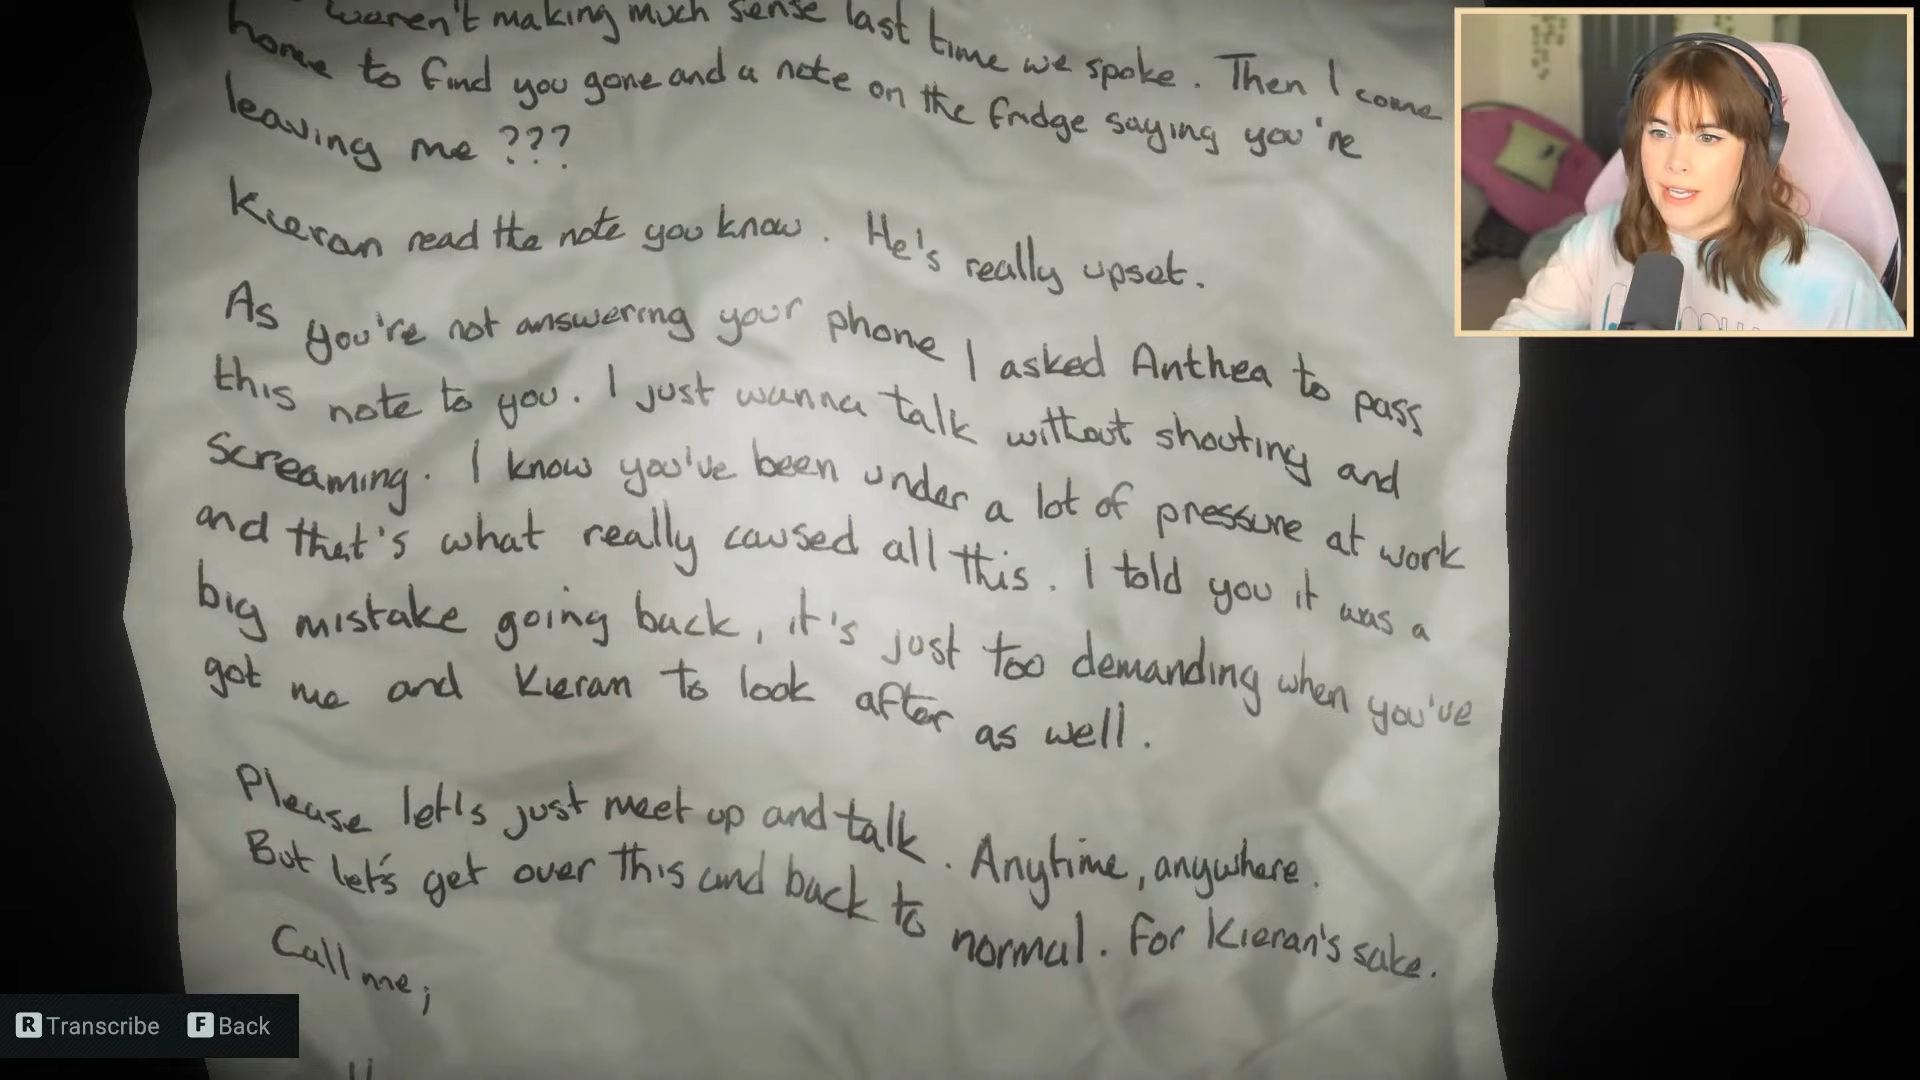 weren't making much sense last time we spoke. Then I come
home to find you gone and a note on the fridge saying you're
leaving me ???
Kieran read the note you know. He's really upset.
As you're not answering your phone I asked Anthea to pass
this note to you. I just wanna talk without shouting and
screaming. I know you've been under a lot of pressure at work
and that's what really caused all this. I told you it was a
big mistake going back, it's just too demanding when you've
got me and Kieran to look after as well.
Please let's just meet up and talk. Anytime, anywhere.
But let's get over this and back to normal. For Kieran's sake.
Call me;
R Transcribe F Back